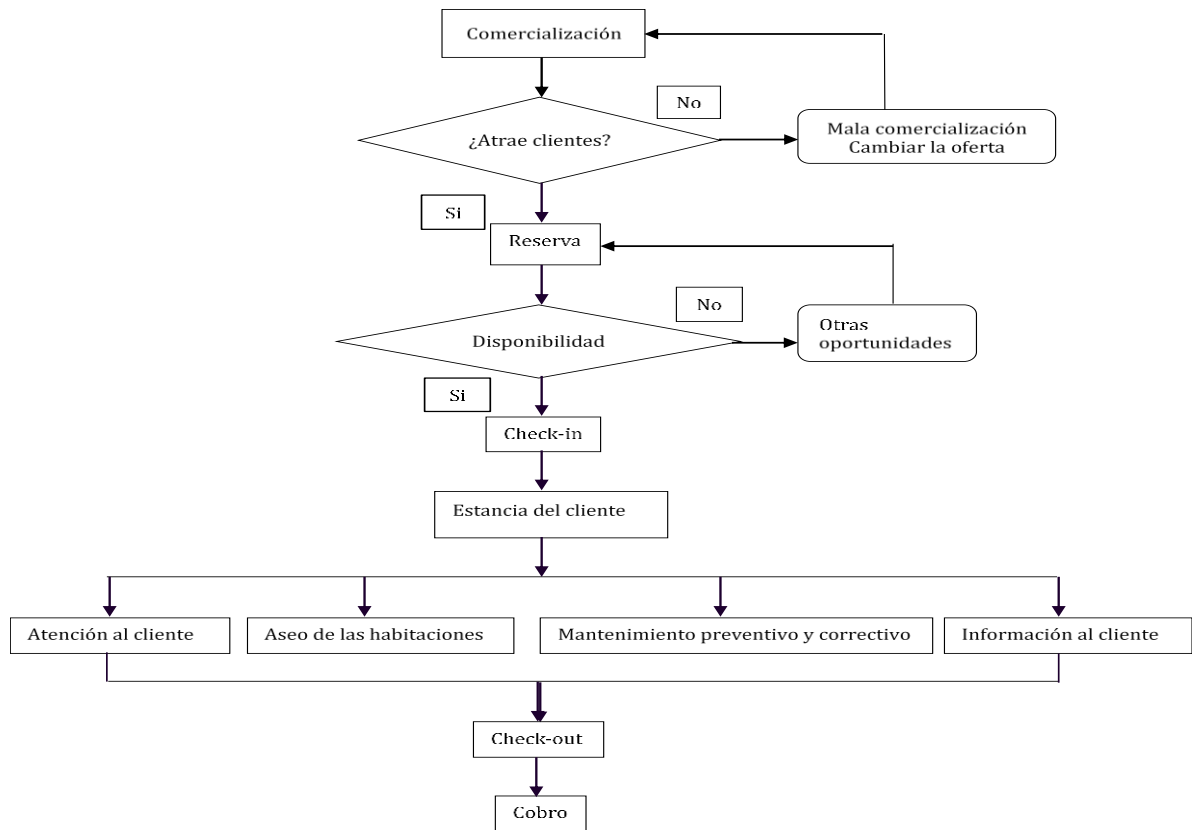 Comercialización
No
¿Atrae clientes?
Mala comercialización
Cambiar la oferta
Si
Reserva
No
Disponibilidad
Otras
oportunidades
Si
Check-in
Estancia del cliente
Atención al cliente
Aseo de las habitaciones
Mantenimiento preventivo y correctivo
Información al cliente
Check-out
Cobro